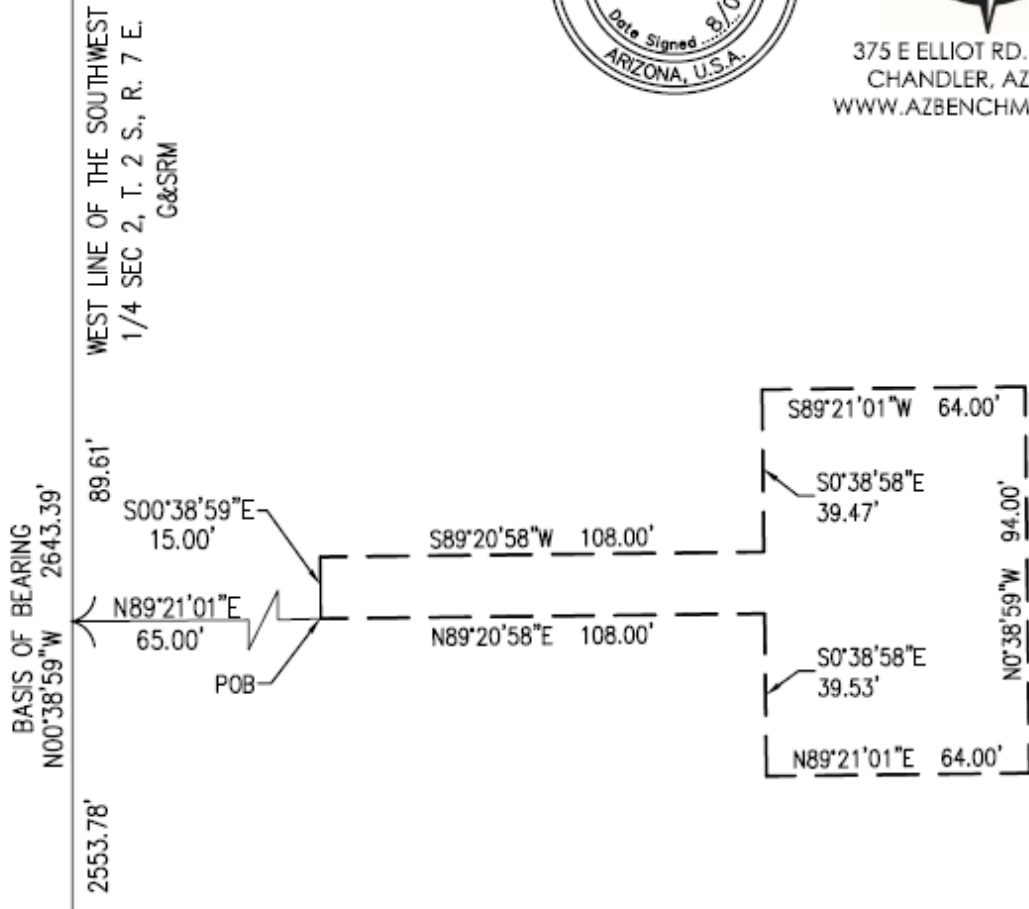 WEST LINE OF THE SOUTHWEST
1/4 SEC 2, T. 2 S., R. 7 E.
G&SRM
Date Signed
ARIZONA, U.S.A.
375 E ELLIOT RD.
CHANDLER, AZ
WWW.AZBENCHM
BASIS OF BEARING
N00°38'59"W 2643.39'
89.61'
2553.78'
S00°38'59"E
15.00'
N89°21'01"E
65.00'
POB
S89°20'58"W 108.00'
N89°20'58"E 108.00'
S89°21'01"W 64.00'
S0°38'58"E
39.47'
N0°38'59"W 94.00'
S0°38'58"E
39.53'
N89°21'01"E 64.00'